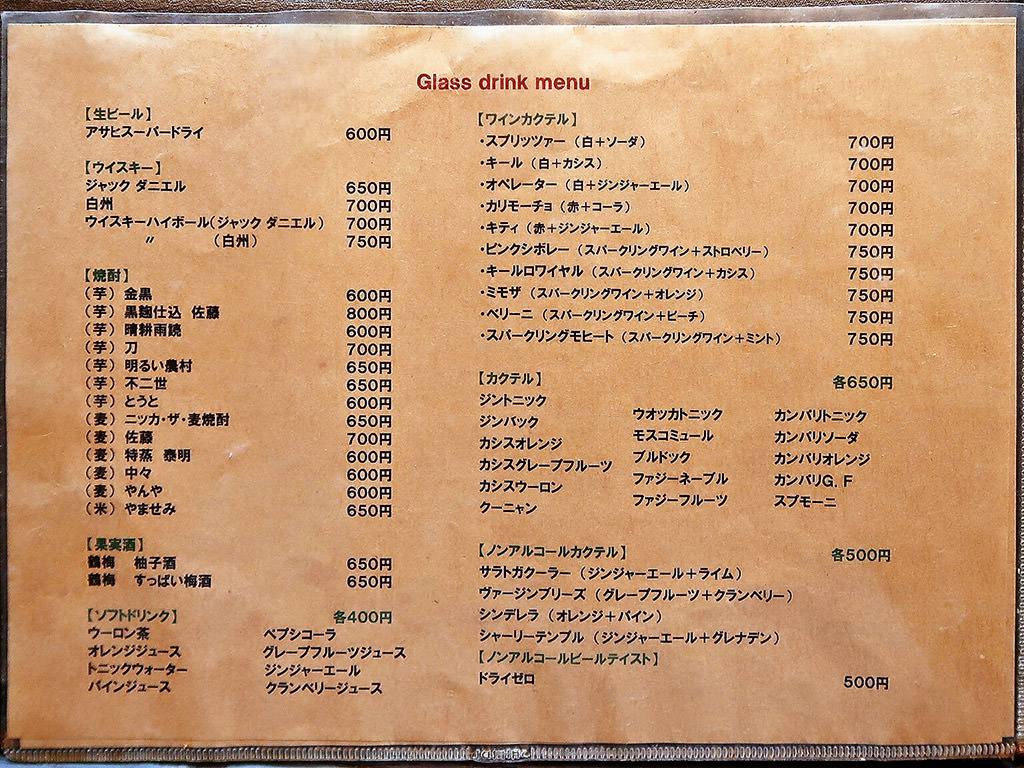 Glass drink menu
【生ビール】
アサヒスーパードライ 600円
【ウイスキー】
ジャック ダニエル 650円
白州 700円
ウイスキーハイボール(ジャック ダニエル) 700円
〃 (白州) 750円
【焼酎】
(芋) 金黒 600円
(芋) 黒麹仕込 佐藤 800円
(芋) 晴耕雨読 600円
(芋) 刀 700円
(芋) 明るい農村 650円
(芋) 不二世 650円
(芋) とうと 600円
(麦) ニッカ・ザ・麦焼酎 650円
(麦) 佐藤 700円
(麦) 特蒸 泰明 600円
(麦) 中々 600円
(麦) やんや 600円
(米) やませみ 650円
【果実酒】
鶴梅 柚子酒 650円
鶴梅 すっぱい梅酒 650円
【ソフトドリンク】 各400円
ウーロン茶 ペプシコーラ
オレンジジュース グレープフルーツジュース
トニックウォーター ジンジャーエール
パインジュース クランベリージュース
【ワインカクテル】
・スプリッツァー (白+ソーダ) 700円
・キール (白+カシス) 700円
・オペレーター (白+ジンジャーエール) 700円
・カリモーチョ (赤+コーラ) 700円
・キティ (赤+ジンジャーエール) 700円
・ピンクシボレー (スパークリングワイン+ストロベリー) 750円
・キールロワイヤル (スパークリングワイン+カシス) 750円
・ミモザ (スパークリングワイン+オレンジ) 750円
・ベリーニ (スパークリングワイン+ピーチ) 750円
・スパークリングモヒート (スパークリングワイン+ミント) 750円
【カクテル】 各650円
ジントニック ウオッカトニック カンパリトニック
ジンバック モスコミュール カンパリソーダ
カシスオレンジ ブルドック カンパリオレンジ
カシスグレープフルーツ ファジーネーブル カンパリG.F
カシスウーロン ファジーフルーツ スプモーニ
クーニャン
【ノンアルコールカクテル】 各500円
サラトガクーラー (ジンジャーエール+ライム)
ヴァージンブリーズ (グレープフルーツ+クランベリー)
シンデレラ (オレンジ+パイン)
シャーリーテンプル (ジンジャーエール+グレナデン)
【ノンアルコールビールテイスト】
ドライゼロ 500円